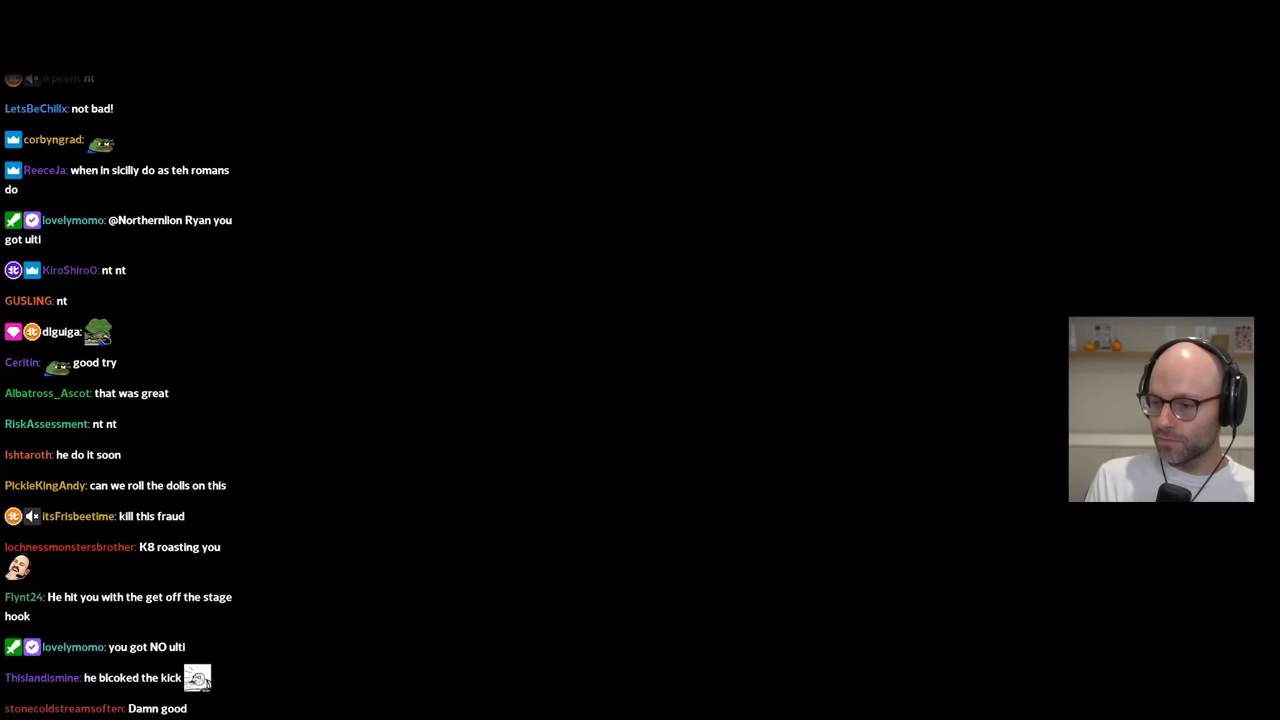 lkpeem: nt
LetsBeChillx: not bad!
corbyngrad:
ReeceJa: when in sicilly do as teh romans
do
lovelymomo: @Northernlion Ryan you
got ulti
KiroShiro0: nt nt
GUSL1NG: nt
dlguiga:
Ceritin: good try
Albatross_Ascot: that was great
RiskAssessment: nt nt
Ishtaroth: he do it soon
PickleKingAndy: can we roll the dolls on this
itsFrisbeetime: kill this fraud
lochnessmonstersbrother: K8 roasting you
Flynt24: He hit you with the get off the stage
hook
lovelymomo: you got NO ulti
Thislandismine: he blcoked the kick
stonecoldstreamsoften: Damn good